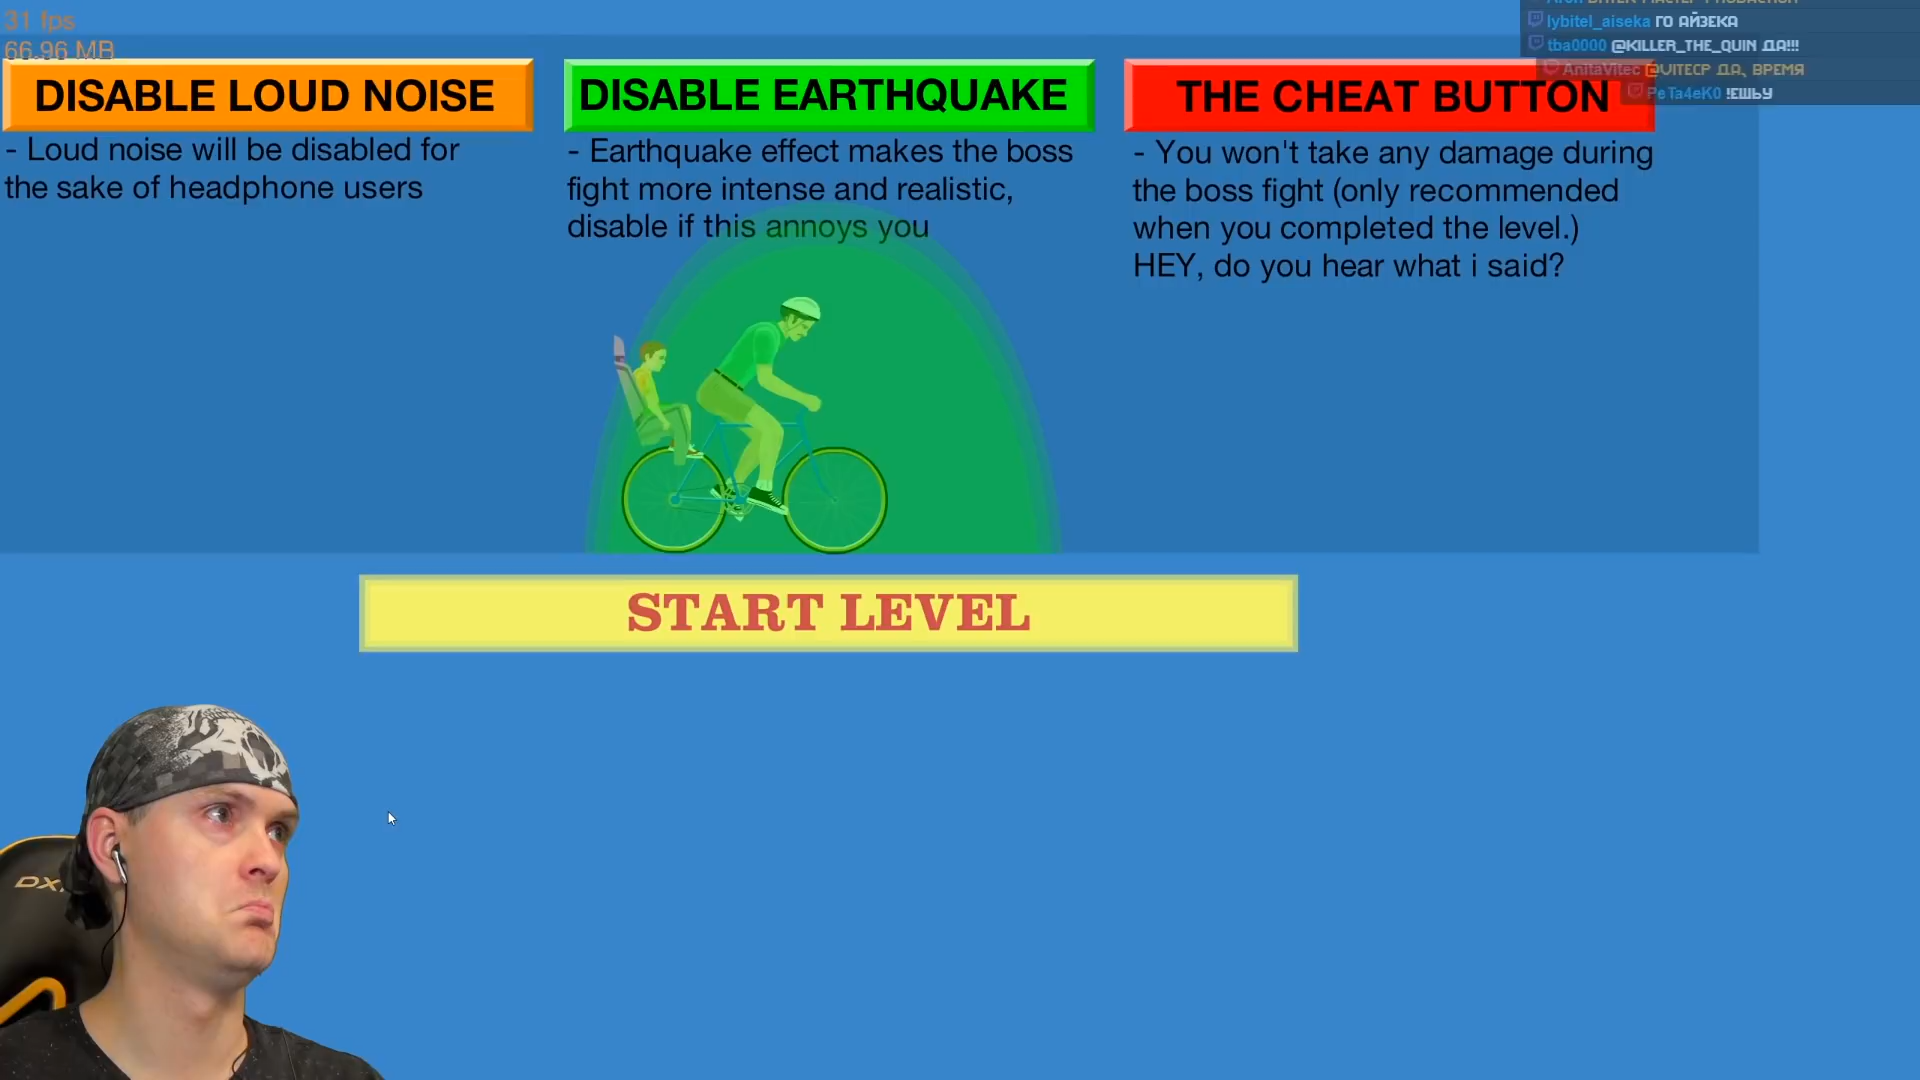 31 fps
66.96 MB
lybitel_aiseka ГО АЙЗЕКА
tba0000 @KILLER_THE_QUIN ДА!!!
AnitaVitec @VITECP ДА, ВРЕМЯ
PeTa4eK0 !ЕШЬУ
DISABLE LOUD NOISE
- Loud noise will be disabled for
the sake of headphone users
DISABLE EARTHQUAKE
- Earthquake effect makes the boss
fight more intense and realistic,
disable if this annoys you
THE CHEAT BUTTON
- You won't take any damage during
the boss fight (only recommended
when you completed the level.)
HEY, do you hear what i said?
START LEVEL